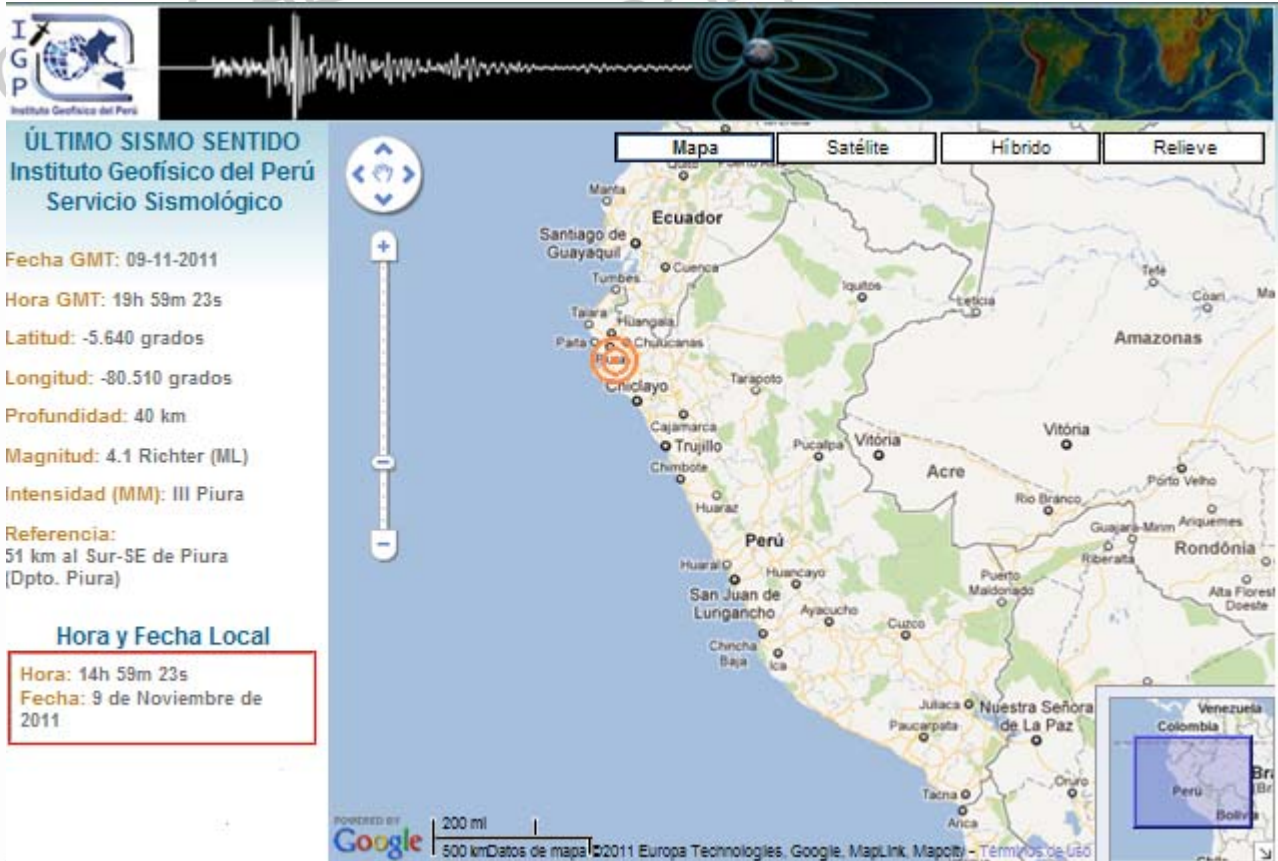 I
G
P
Instituto Geofísico del Perú
ÚLTIMO SISMO SENTIDO
Instituto Geofísico del Perú
Servicio Sismológico
Fecha GMT: 09-11-2011
Hora GMT: 19h 59m 23s
Latitud: -5.640 grados
Longitud: -80.510 grados
Profundidad: 40 km
Magnitud: 4.1 Richter (ML)
Intensidad (MM): III Piura
Referencia:
51 km al Sur-SE de Piura
(Dpto. Piura)
Hora y Fecha Local
Hora: 14h 59m 23s
Fecha: 9 de Noviembre de
2011
Mapa
Satélite
Híbrido
Relieve
Quito
Manta
Ecuador
Santiago de
Guayaquil
Cuenca
Tumbes
Iquitos
Leticia
Tefé
Coari
Talara
Huangala
Paita
Chulucanas
Piura
Amazonas
Chiclayo
Tarapoto
Cajamarca
Trujillo
Pucallpa
Vitória
Vitória
Chimbote
Acre
Porto Velho
Huaraz
Rio Branco
Guajará-Mirim
Ariquemes
Perú
Rondônia
Huaral
Huancayo
Riberalta
Puerto
Maldonado
San Juan de
Lurigancho
Alta Florest
Doeste
Ayacucho
Cuzco
Chincha
Baja
Ica
Juliaca
Nuestra Señora
de La Paz
Paucarpata
Oruro
Tacna
Arica
Venezuela
Colombia
Perú
Bolivia
POWERED BY
Google
200 mi
500 km
Datos de mapa ©2011 Europa Technologies, Google, MapLink, Mapcity - Términos de uso